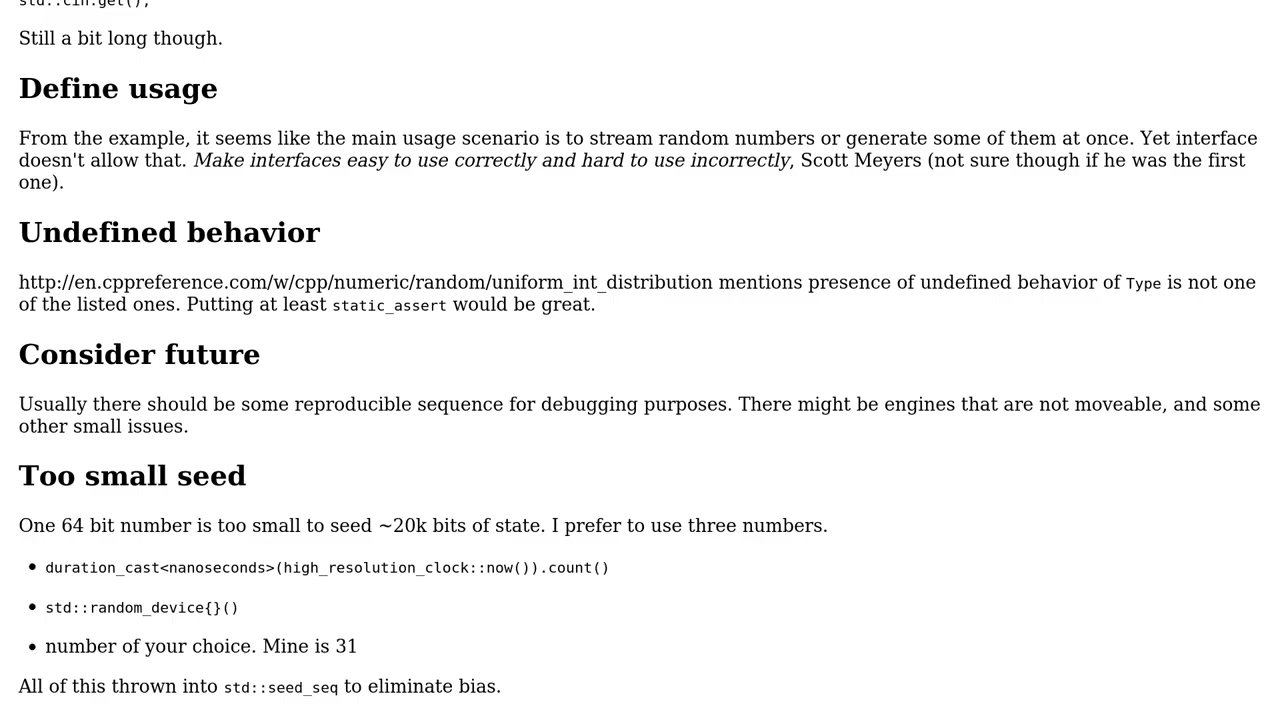 std::cin.get();
Still a bit long though.
Define usage
From the example, it seems like the main usage scenario is to stream random numbers or generate some of them at once. Yet interface
doesn't allow that. Make interfaces easy to use correctly and hard to use incorrectly, Scott Meyers (not sure though if he was the first
one).
Undefined behavior
http://en.cppreference.com/w/cpp/numeric/random/uniform_int_distribution mentions presence of undefined behavior of Type is not one
of the listed ones. Putting at least static_assert would be great.
Consider future
Usually there should be some reproducible sequence for debugging purposes. There might be engines that are not moveable, and some
other small issues.
Too small seed
One 64 bit number is too small to seed ~20k bits of state. I prefer to use three numbers.
• duration_cast<nanoseconds>(high_resolution_clock::now()).count()
• std::random_device{}()
• number of your choice. Mine is 31
All of this thrown into std::seed_seq to eliminate bias.